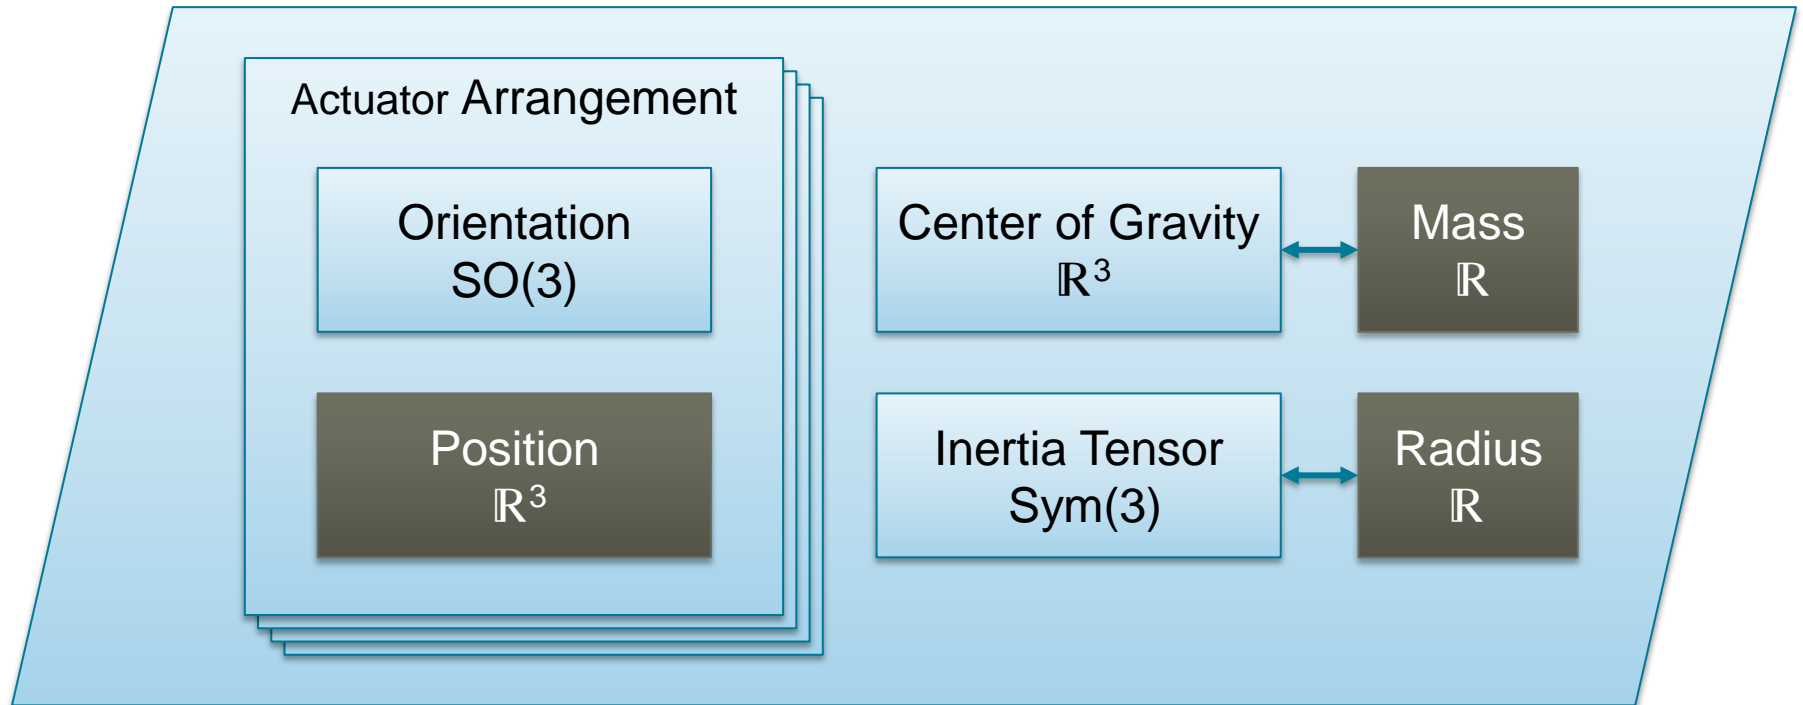 Actuator Arrangement
Orientation
SO(3)
Position
ℝ³
Center of Gravity
ℝ³
Mass
ℝ
Inertia Tensor
Sym(3)
Radius
ℝ